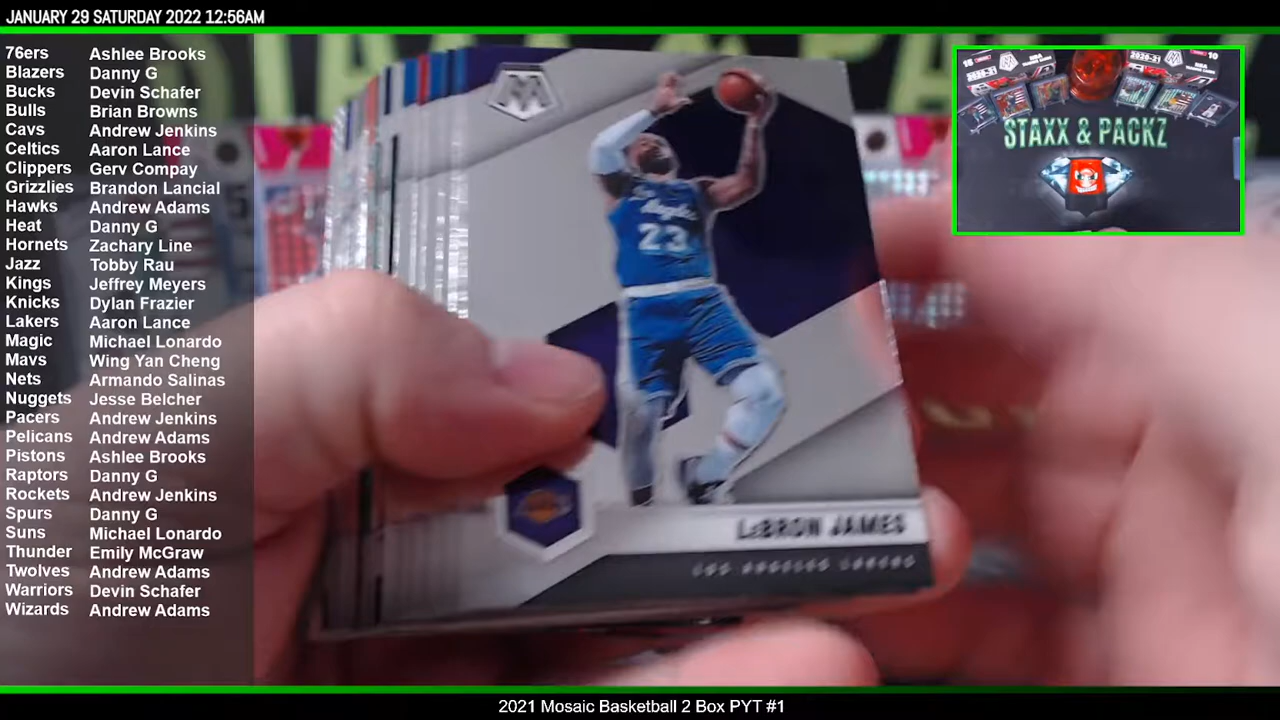 JANUARY 29 SATURDAY 2022 12:56AM
76ers Ashlee Brooks
Blazers Danny G
Bucks Devin Schafer
Bulls Brian Browns
Cavs Andrew Jenkins
Celtics Aaron Lance
Clippers Gerv Compay
Grizzlies Brandon Lancial
Hawks Andrew Adams
Heat Danny G
Hornets Zachary Line
Jazz Tobby Rau
Kings Jeffrey Meyers
Knicks Dylan Frazier
Lakers Aaron Lance
Magic Michael Lonardo
Mavs Wing Yan Cheng
Nets Armando Salinas
Nuggets Jesse Belcher
Pacers Andrew Jenkins
Pelicans Andrew Adams
Pistons Ashlee Brooks
Raptors Danny G
Rockets Andrew Jenkins
Spurs Danny G
Suns Michael Lonardo
Thunder Emily McGraw
Twolves Andrew Adams
Warriors Devin Schafer
Wizards Andrew Adams
STAXX & PACKZ
23
LEBRON JAMES
LOS ANGELES LAKERS
2021 Mosaic Basketball 2 Box PYT #1